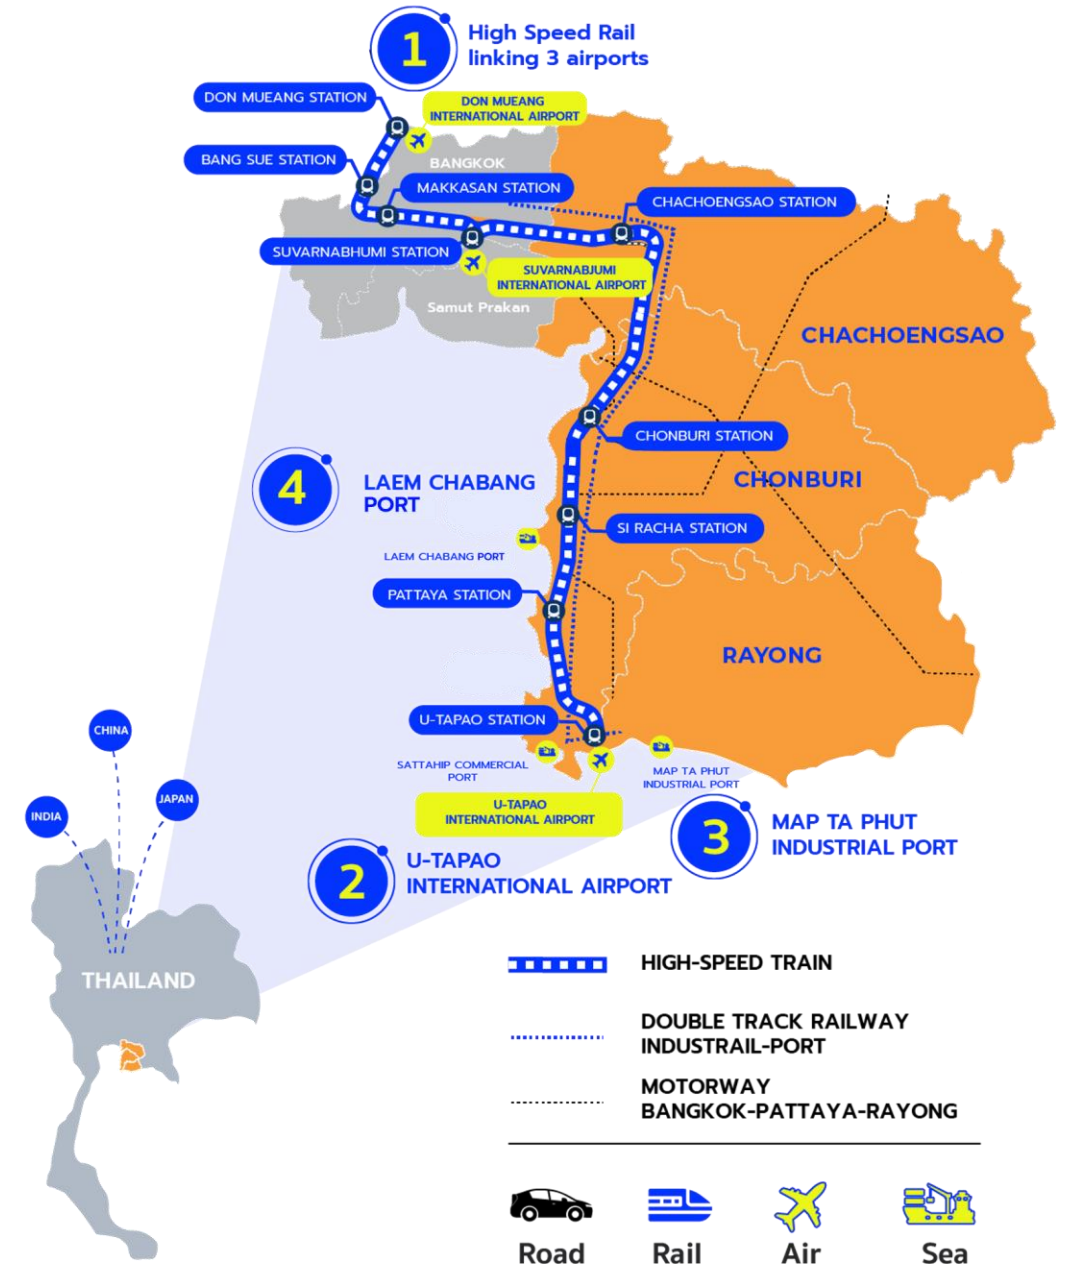 1
High Speed Rail
linking 3 airports
DON MUEANG STATION
DON MUEANG
INTERNATIONAL AIRPORT
BANG SUE STATION
BANGKOK
MAKKASAN STATION
CHACHOENGSAO STATION
SUVARNABHUMI STATION
SUVARNABJUMI
INTERNATIONAL AIRPORT
Samut Prakan
CHACHOENGSAO
CHONBURI STATION
CHONBURI
4
LAEM CHABANG
PORT
SI RACHA STATION
LAEM CHABANG PORT
PATTAYA STATION
RAYONG
U-TAPAO STATION
SATTAHIP COMMERCIAL
PORT
MAP TA PHUT
INDUSTRIAL PORT
U-TAPAO
INTERNATIONAL AIRPORT
3
MAP TA PHUT
INDUSTRIAL PORT
2
U-TAPAO
INTERNATIONAL AIRPORT
CHINA
JAPAN
INDIA
THAILAND
HIGH-SPEED TRAIN
DOUBLE TRACK RAILWAY
INDUSTRAIL-PORT
MOTORWAY
BANGKOK-PATTAYA-RAYONG
Road
Rail
Air
Sea